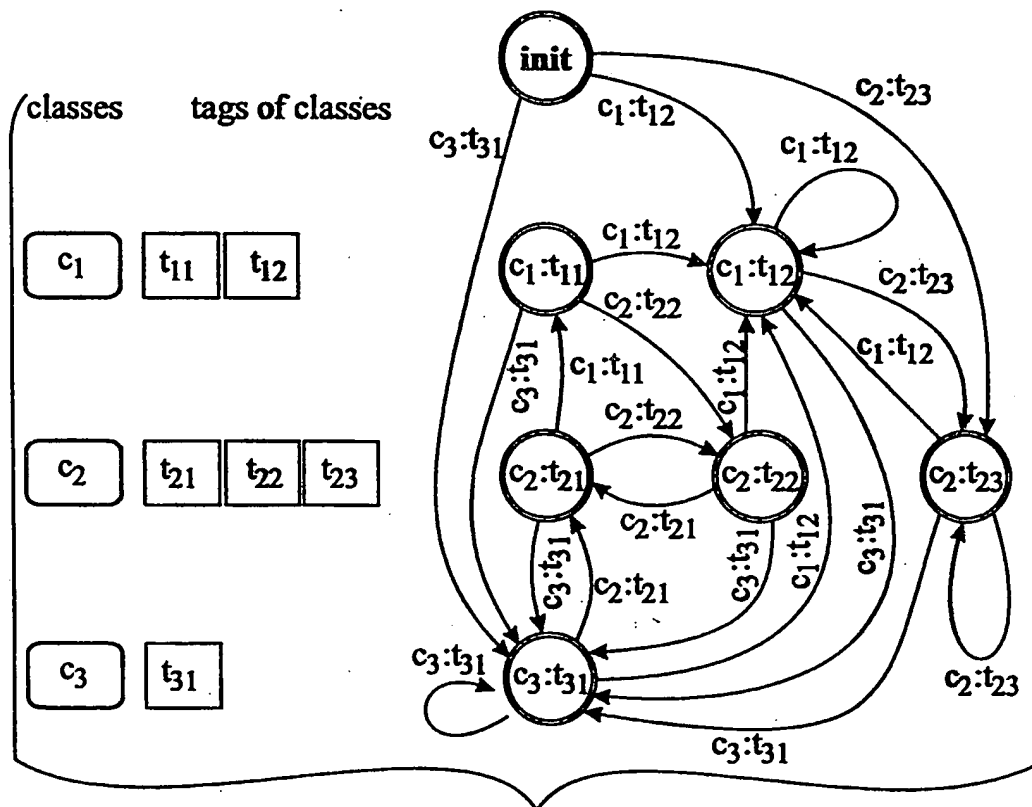 init
classes tags of classes
c₂:t₂₃
c₁:t₁₂
c₃:t₃₁
c₁:t₁₂
c₁ t₁₁ t₁₂
c₁:t₁₁
c₁:t₁₂
c₁:t₁₂
c₂:t₂₃
c₂:t₂₂
c₁:t₁₂
c₃:t₃₁
c₁:t₁₁
c₁:t₁₂
c₂:t₂₂
c₂ t₂₁ t₂₂ t₂₃
c₂:t₂₁
c₂:t₂₂
c₂:t₂₃
c₂:t₂₁
c₃:t₃₁
c₂:t₂₁
c₃:t₃₁
c₁:t₁₂
c₃:t₃₁
c₃ t₃₁
c₃:t₃₁
c₃:t₃₁
c₂:t₂₃
c₃:t₃₁